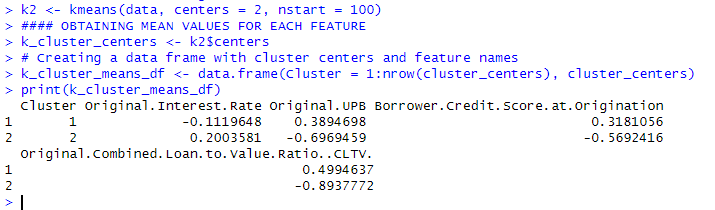 > k2 <- kmeans(data, centers = 2, nstart = 100)
> #### OBTAINING MEAN VALUES FOR EACH FEATURE
> k_cluster_centers <- k2$centers
> # Creating a data frame with cluster centers and feature names
> k_cluster_means_df <- data.frame(Cluster = 1:nrow(cluster_centers), cluster_centers)
> print(k_cluster_means_df)
  Cluster Original.Interest.Rate Original.UPB Borrower.Credit.Score.at.Origination
1       1             -0.1119648    0.3894698                            0.3181056
2       2              0.2003581   -0.6969459                           -0.5692416
  Original.Combined.Loan.to.Value.Ratio..CLTV.
1                                    0.4994637
2                                   -0.8937772
>